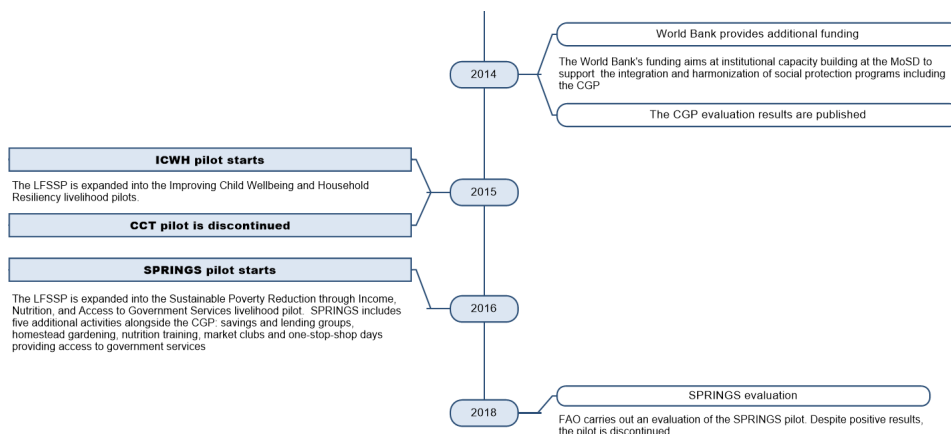 World Bank provides additional funding
2014
The World Bank's funding aims at institutional capacity building at the MoSD to
support the integration and harmonization of social protection programs including
the CGP
The CGP evaluation results are published
ICWH pilot starts
The LFSSP is expanded into the Improving Child Wellbeing and Household
Resiliency livelihood pilots.
2015
CCT pilot is discontinued
SPRINGS pilot starts
The LFSSP is expanded into the Sustainable Poverty Reduction through Income,
Nutrition, and Access to Government Services livelihood pilot. SPRINGS includes
five additional activities alongside the CGP: savings and lending groups,
homestead gardening, nutrition training, market clubs and one-stop-shop days
providing access to government services
2016
SPRINGS evaluation
2018
FAO carries out an evaluation of the SPRINGS pilot. Despite positive results,
the pilot is discontinued